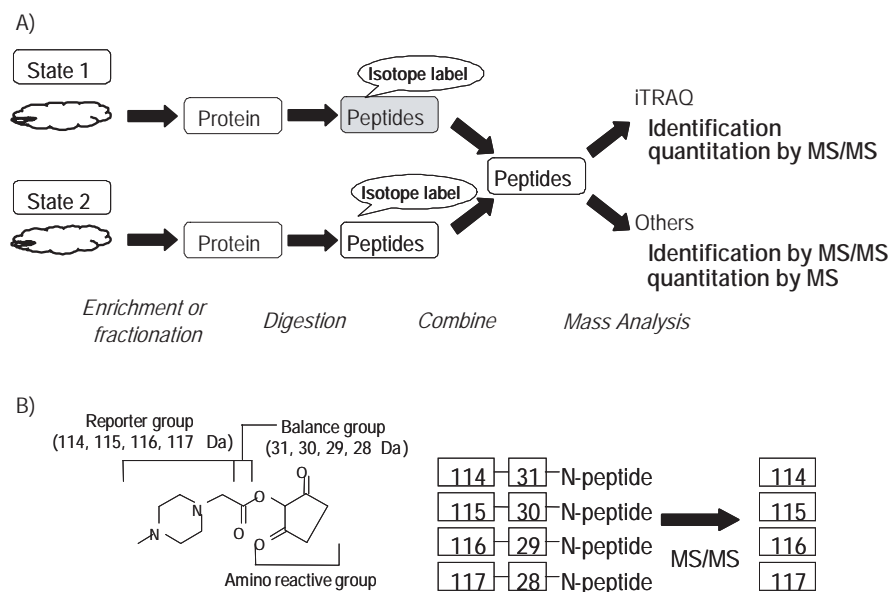 A)
State 1
Isotope label
Protein
Peptides
iTRAQ
Identification
quantitation by MS/MS
Peptides
State 2
Isotope label
Protein
Peptides
Others
Identification by MS/MS
quantitation by MS
Enrichment or
fractionation
Digestion
Combine
Mass Analysis
B)
Reporter group
(114, 115, 116, 117 Da)
Balance group
(31, 30, 29, 28 Da)
N
N
O
O
O
O
Amino reactive group
114 31 N-peptide
115 30 N-peptide
116 29 N-peptide
117 28 N-peptide
MS/MS
114
115
116
117